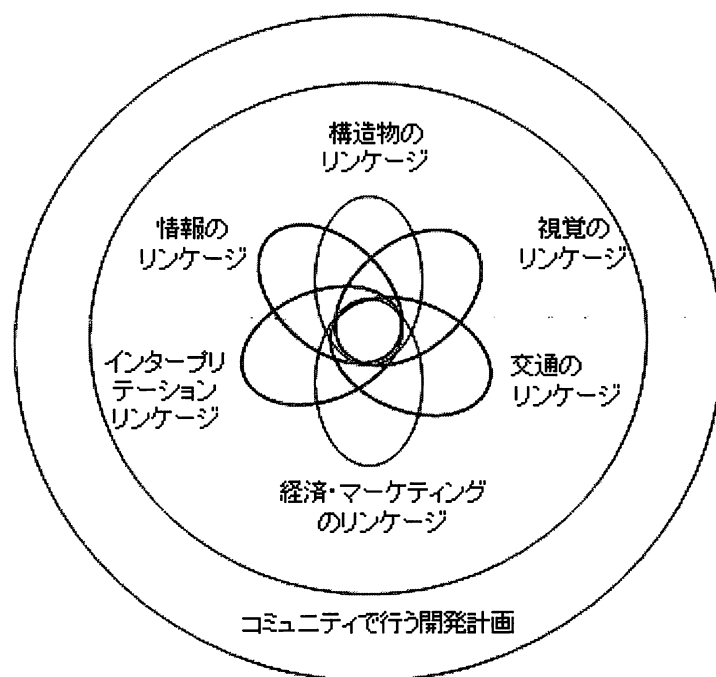 構造物の
リンケージ
情報の
リンケージ
視覚の
リンケージ
インタープリ
テーション
リンケージ
交通の
リンケージ
経済・マーケティング
のリンケージ
コミュニティで行う開発計画